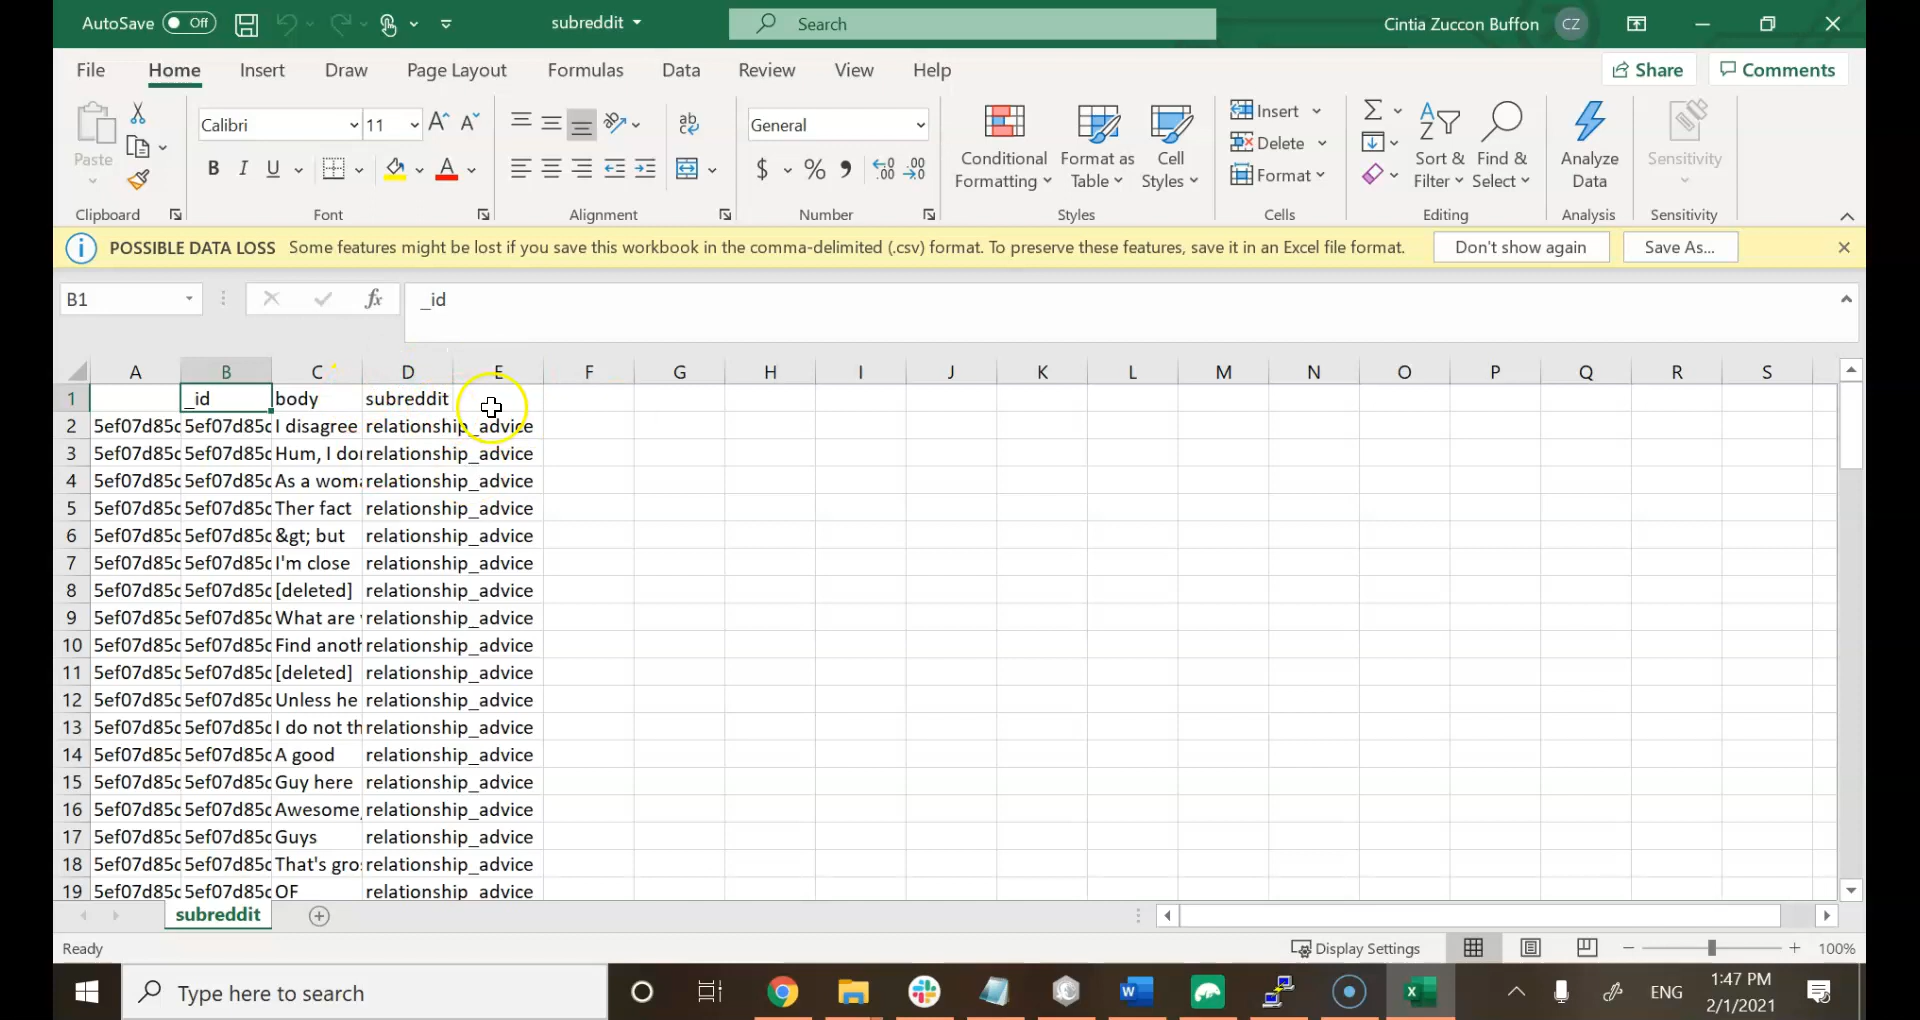 AutoSave Off subreddit Search Cintia Zuccon Buffon CZ
File Home Insert Draw Page Layout Formulas Data Review View Help Share Comments
Paste Calibri 11 General Conditional Formatting Format as Table Cell Styles Insert Delete Format Sort & Filter Find & Select Analyze Data Sensitivity
B I U A $ %
Clipboard Font Alignment Number Styles Cells Editing Analysis Sensitivity
POSSIBLE DATA LOSS Some features might be lost if you save this workbook in the comma-delimited (.csv) format. To preserve these features, save it in an Excel file format. Don't show again Save As...
B1 fx _id
A B C D E F G H I J K L M N O P Q R S
1 _id body subreddit
2 5ef07d85c 5ef07d85c I disagree relationship_advice
3 5ef07d85c 5ef07d85c Hum, I do relationship_advice
4 5ef07d85c 5ef07d85c As a wom relationship_advice
5 5ef07d85c 5ef07d85c Ther fact relationship_advice
6 5ef07d85c 5ef07d85c &gt; but relationship_advice
7 5ef07d85c 5ef07d85c I'm close relationship_advice
8 5ef07d85c 5ef07d85c [deleted] relationship_advice
9 5ef07d85c 5ef07d85c What are relationship_advice
10 5ef07d85c 5ef07d85c Find anoth relationship_advice
11 5ef07d85c 5ef07d85c [deleted] relationship_advice
12 5ef07d85c 5ef07d85c Unless he relationship_advice
13 5ef07d85c 5ef07d85c I do not th relationship_advice
14 5ef07d85c 5ef07d85c A good relationship_advice
15 5ef07d85c 5ef07d85c Guy here relationship_advice
16 5ef07d85c 5ef07d85c Awesome, relationship_advice
17 5ef07d85c 5ef07d85c Guys relationship_advice
18 5ef07d85c 5ef07d85c That's gro relationship_advice
19 5ef07d85c 5ef07d85c OF relationship_advice
subreddit
Ready Display Settings 100%
Type here to search ENG 1:47 PM
2/1/2021